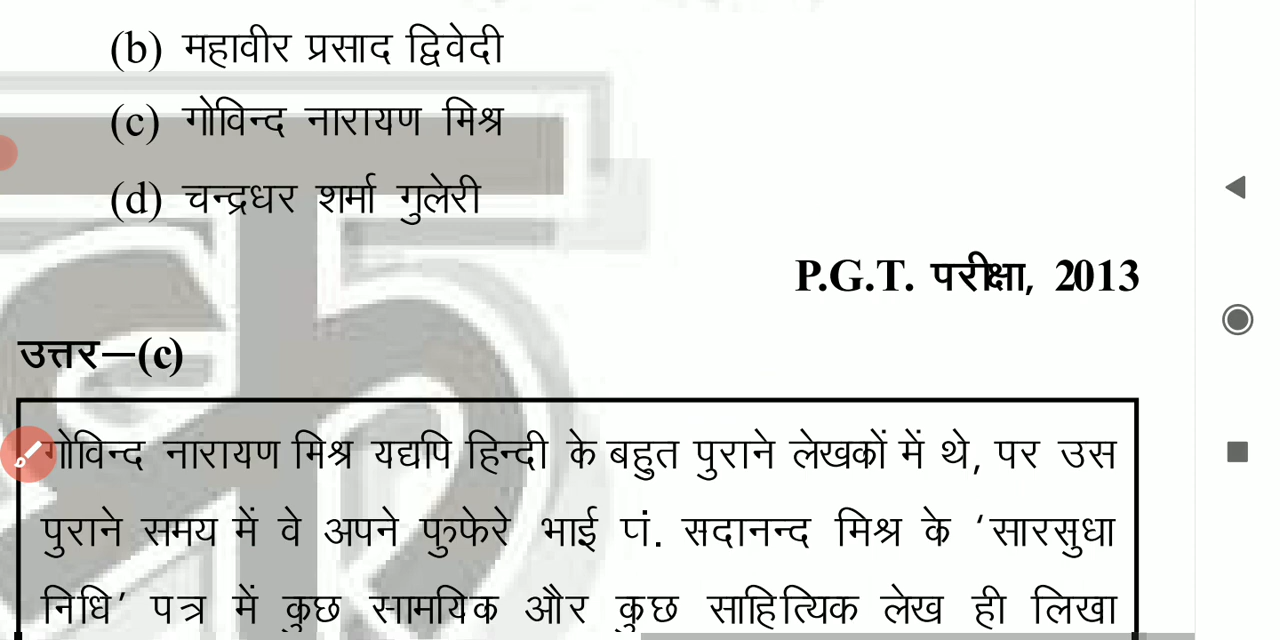 (b) महावीर प्रसाद द्विवेदी
(c) गोविन्द नारायण मिश्र
(d) चन्द्रधर शर्मा गुलेरी
P.G.T. परीक्षा, 2013
उत्तर—(c)
गोविन्द नारायण मिश्र यद्यपि हिन्दी के बहुत पुराने लेखकों में थे, पर उस
पुराने समय में वे अपने फुफेरे भाई पं. सदानन्द मिश्र के ‘सारसुधा
निधि’ पत्र में कुछ सामयिक और कुछ साहित्यिक लेख ही लिखा